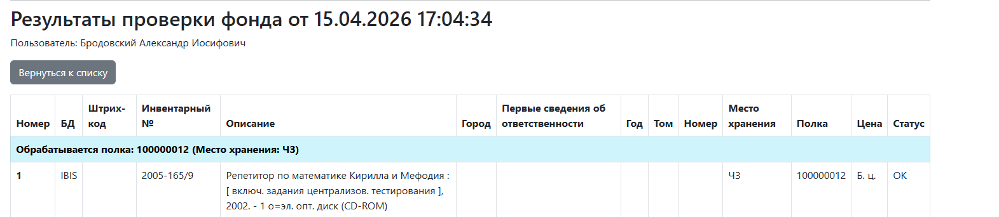 Результаты проверки фонда от 15.04.2026 17:04:34
Пользователь: Бродовский Александр Иосифович
Вернуться к списку
Номер БД Штрих-код Инвентарный № Описание Город Первые сведения об ответственности Год Том Номер Место хранения Полка Цена Статус
Обрабатывается полка: 100000012 (Место хранения: ЧЗ)
1 IBIS 2005-165/9 Репетитор по математике Кирилла и Мефодия : ЧЗ 100000012 Б. ц. OK
[ включ. задания централизов. тестирования ],
2002. - 1 о=эл. опт. диск (CD-ROM)